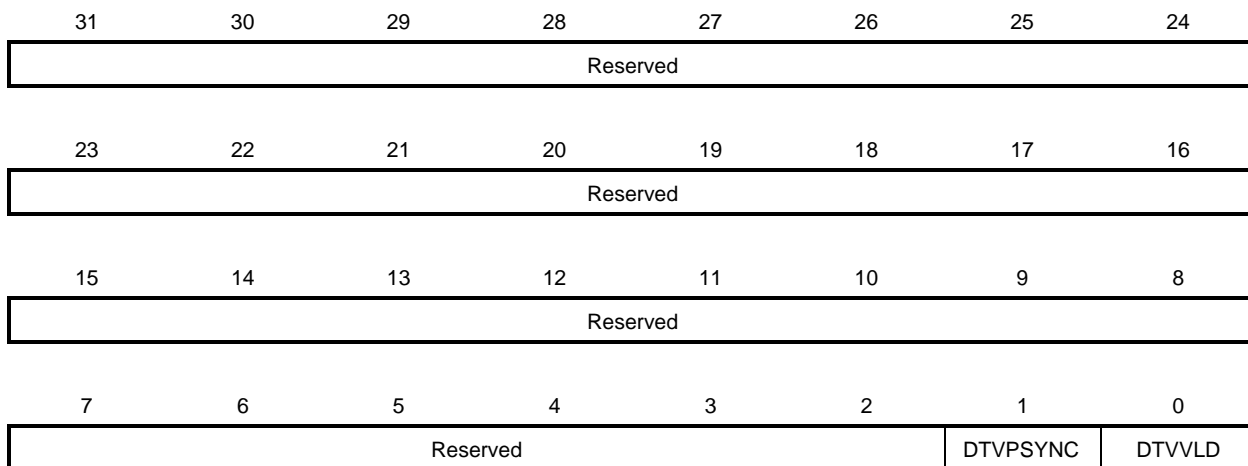 31 30 29 28 27 26 25 24
Reserved
23 22 21 20 19 18 17 16
Reserved
15 14 13 12 11 10 9 8
Reserved
7 6 5 4 3 2 1 0
Reserved DTVPSYNC DTVVLD